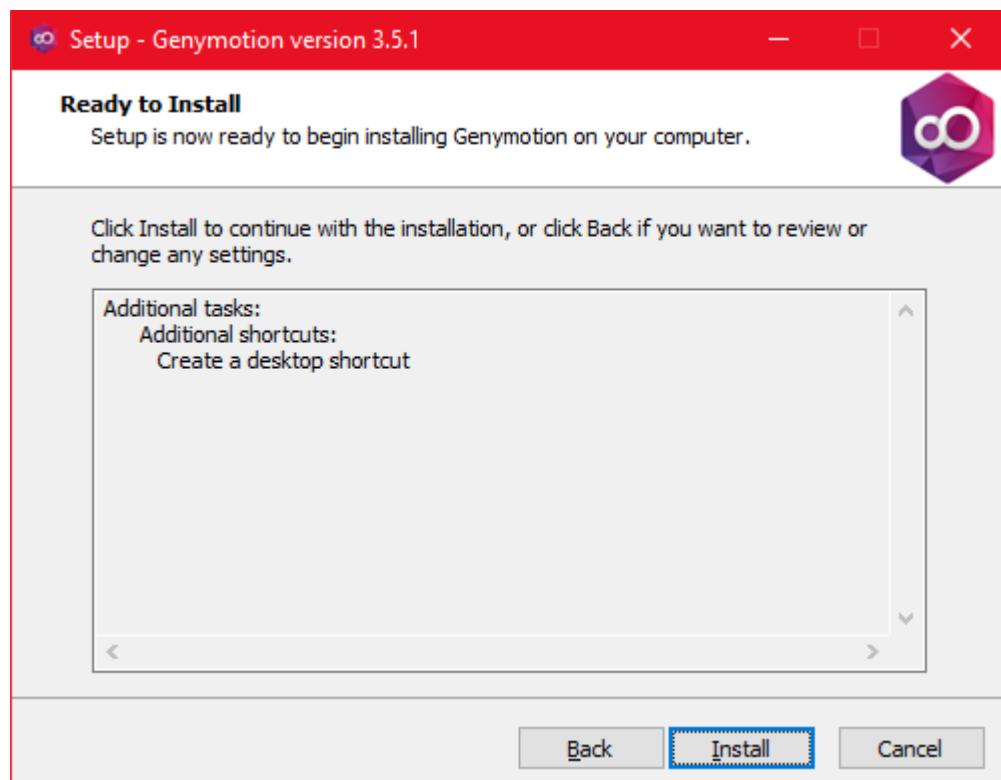 Setup - Genymotion version 3.5.1
Ready to Install
Setup is now ready to begin installing Genymotion on your computer.
Click Install to continue with the installation, or click Back if you want to review or
change any settings.
Additional tasks:
Additional shortcuts:
Create a desktop shortcut
Back Install Cancel